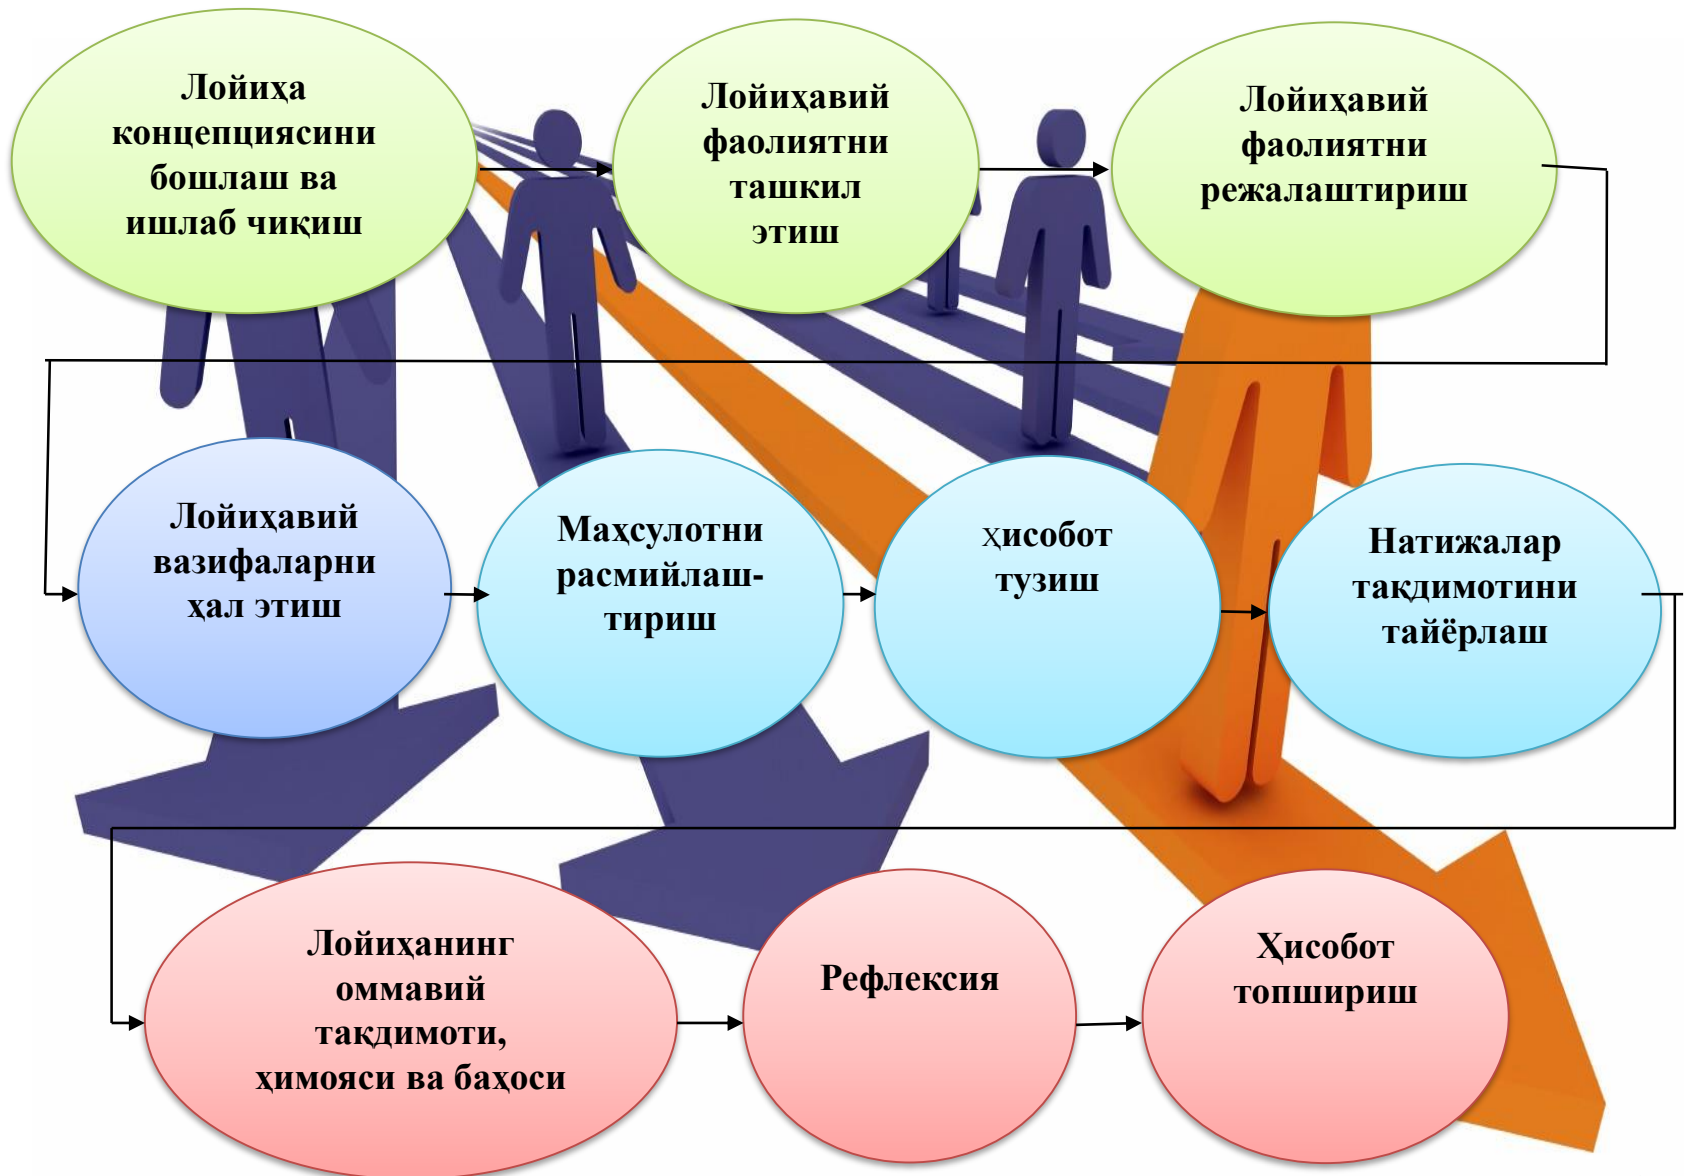 Лойиҳа
концепциясини
бошлаш ва
ишлаб чиқиш
Лойиҳавий
фаолиятни
ташкил
этиш
Лойиҳавий
фаолиятни
режалаштириш
Лойиҳавий
вазифаларни
ҳал этиш
Маҳсулотни
расмийлаш-
тириш
ҳисобот
тузиш
Натижалар
тақдимотини
тайёрлаш
Лойиҳанинг
оммавий
тақдимоти,
ҳимояси ва баҳоси
Рефлексия
Ҳисобот
топшириш